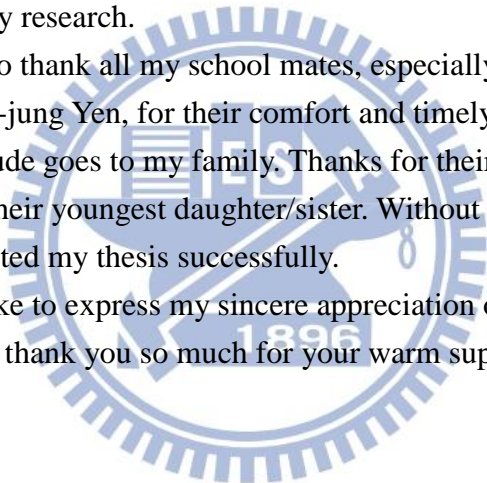 y research.
o thank all my school mates, especially
-jung Yen, for their comfort and timely
ude goes to my family. Thanks for their
heir youngest daughter/sister. Without
ted my thesis successfully.
ke to express my sincere appreciation
1896
thank you so much for your warm sup